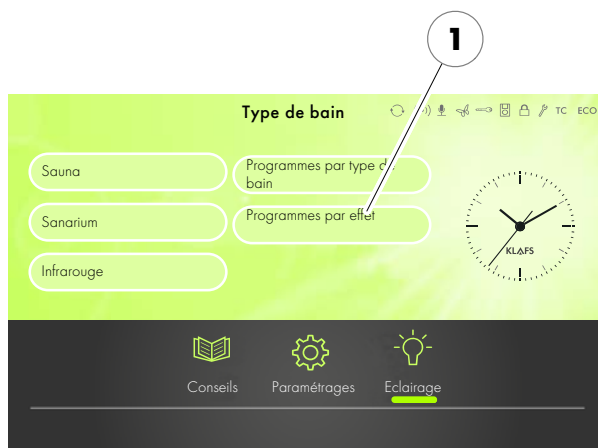 1
Type de bain
TC ECO
Sauna
Programmes par type de
bain
Sanarium
Programmes par effet
Infrarouge
KLAFS
Conseils
Paramétrages
Eclairage